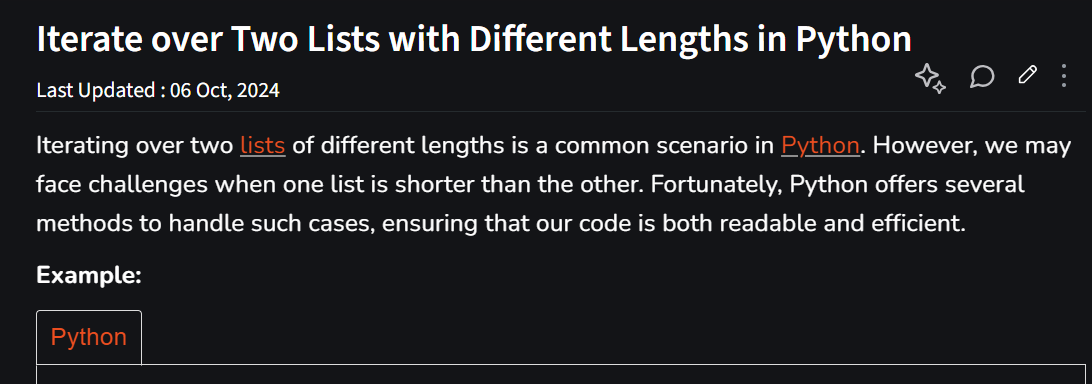 Iterate over Two Lists with Different Lengths in Python
Last Updated : 06 Oct, 2024
Iterating over two lists of different lengths is a common scenario in Python. However, we may
face challenges when one list is shorter than the other. Fortunately, Python offers several
methods to handle such cases, ensuring that our code is both readable and efficient.
Example:
Python